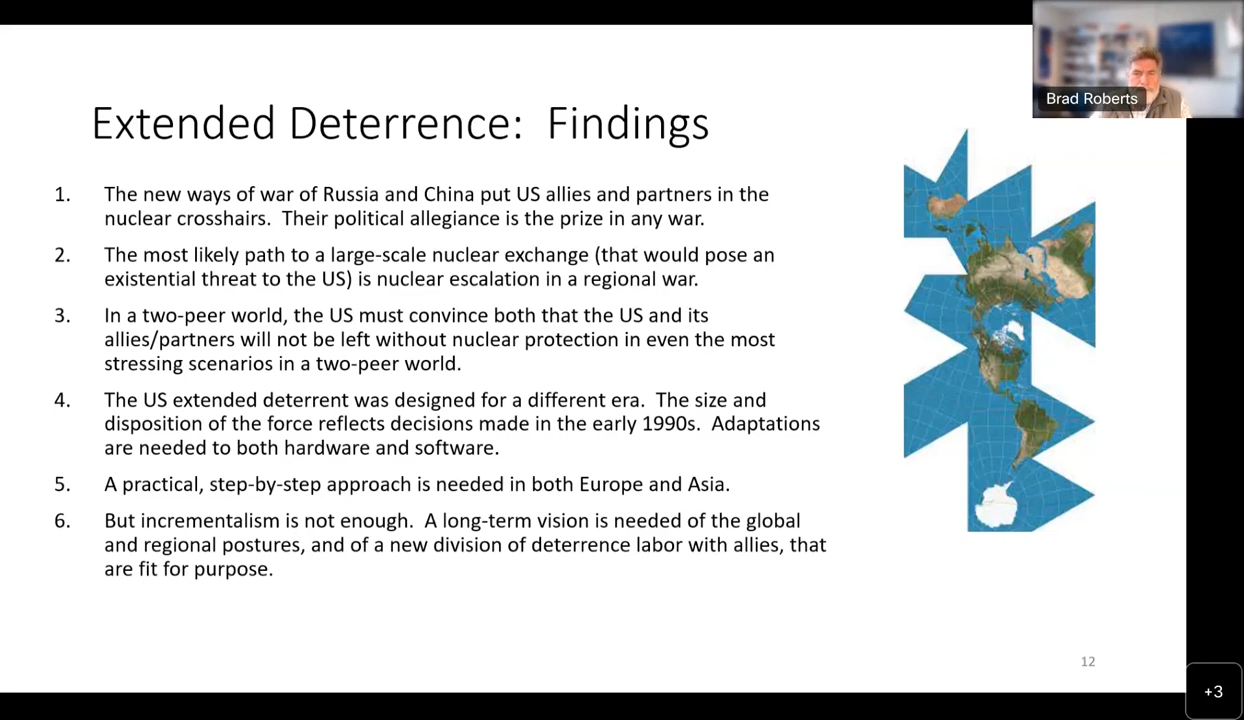 Brad Roberts
Extended Deterrence:  Findings
1. The new ways of war of Russia and China put US allies and partners in the
nuclear crosshairs.  Their political allegiance is the prize in any war.
2. The most likely path to a large-scale nuclear exchange (that would pose an
existential threat to the US) is nuclear escalation in a regional war.
3. In a two-peer world, the US must convince both that the US and its
allies/partners will not be left without nuclear protection in even the most
stressing scenarios in a two-peer world.
4. The US extended deterrent was designed for a different era.  The size and
disposition of the force reflects decisions made in the early 1990s.  Adaptations
are needed to both hardware and software.
5. A practical, step-by-step approach is needed in both Europe and Asia.
6. But incrementalism is not enough.  A long-term vision is needed of the global
and regional postures, and of a new division of deterrence labor with allies, that
are fit for purpose.
12
+3